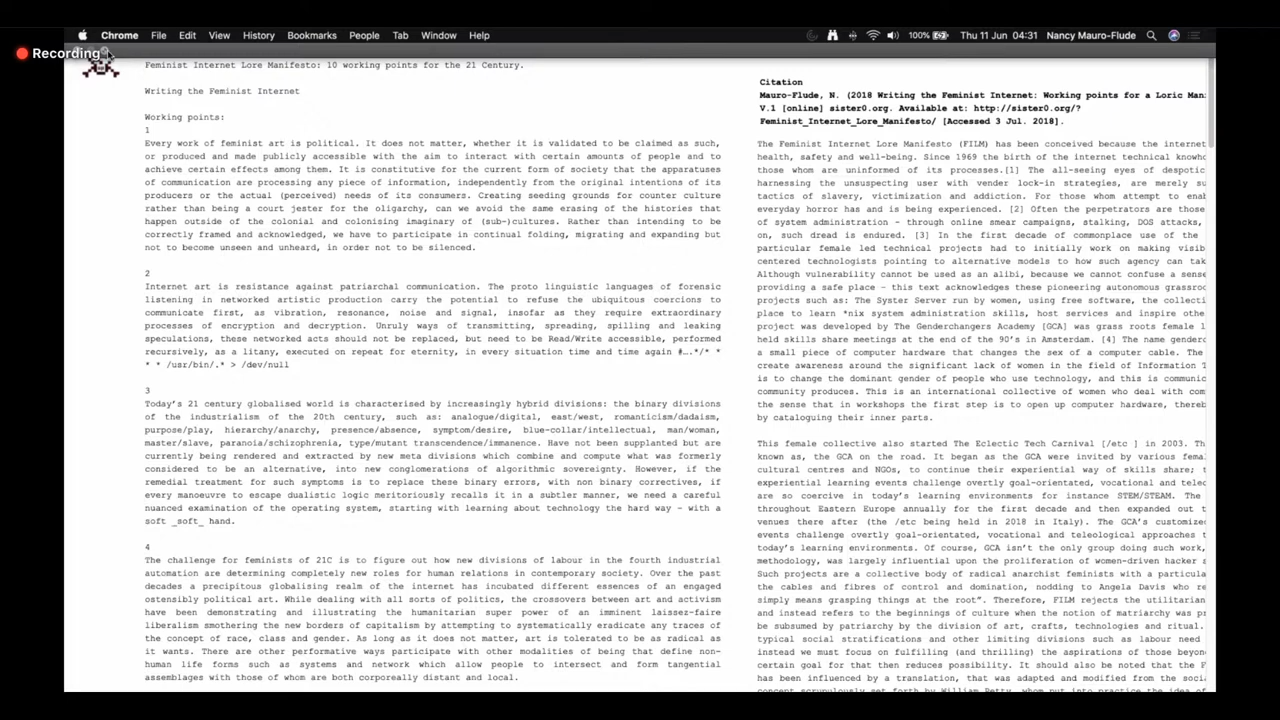 Chrome File Edit View History Bookmarks People Tab Window Help
100% Thu 11 Jun 04:31 Nancy Mauro-Flude
Recording
Feminist Internet Lore Manifesto: 10 working points for the 21 Century.
Writing the Feminist Internet
Working points:
1
Every work of feminist art is political. It does not matter, whether it is validated to be claimed as such,
or produced and made publicly accessible with the aim to interact with certain amounts of people and to
achieve certain effects among them. It is constitutive for the current form of society that the apparatuses
of communication are processing any piece of information, independently from the original intentions of its
producers or the actual (perceived) needs of its consumers. Creating seeding grounds for counter culture
rather than being a court jester for the oligarchy, can we avoid the same erasing of the histories that
happen outside of the colonial and colonising imaginary of (sub-)cultures. Rather than intending to be
correctly framed and acknowledged, we have to participate in continual folding, migrating and expanding but
not to become unseen and unheard, in order not to be silenced.
2
Internet art is resistance against patriarchal communication. The proto linguistic languages of forensic
listening in networked artistic production carry the potential to refuse the ubiquitous coercions to
communicate first, as vibration, resonance, noise and signal, insofar as they require extraordinary
processes of encryption and decryption. Unruly ways of transmitting, spreading, spilling and leaking
speculations, these networked acts should not be replaced, but need to be Read/Write accessible, performed
recursively, as a litany, executed on repeat for eternity, in every situation time and time again #….*/* *
* * /usr/bin/.* > /dev/null
3
Today's 21 century globalised world is characterised by increasingly hybrid divisions: the binary divisions
of the industrialism of the 20th century, such as: analogue/digital, east/west, romanticism/dadaism,
purpose/play, hierarchy/anarchy, presence/absence, symptom/desire, blue-collar/intellectual, man/woman,
master/slave, paranoia/schizophrenia, type/mutant transcendence/immanence. Have not been supplanted but are
currently being rendered and extracted by new meta divisions which combine and compute what was formerly
considered to be an alternative, into new conglomerations of algorithmic sovereignty. However, if the
remedial treatment for such symptoms is to replace these binary errors, with non binary correctives, if
every manoeuvre to escape dualistic logic meritoriously recalls it in a subtler manner, we need a careful
nuanced examination of the operating system, starting with learning about technology the hard way – with a
soft _soft_ hand.
4
The challenge for feminists of 21C is to figure out how new divisions of labour in the fourth industrial
automation are determining completely new roles for human relations in contemporary society. Over the past
decades a precipitous globalising realm of the internet has incubated different essences of an engaged
ostensibly political art. While dealing with all sorts of politics, the crossovers between art and activism
have been demonstrating and illustrating the humanitarian super power of an imminent laissez-faire
liberalism smothering the new borders of capitalism by attempting to systematically eradicate any traces of
the concept of race, class and gender. As long as it does not matter, art is tolerated to be as radical as
it wants. There are other performative ways participate with other modalities of being that define non-
human life forms such as systems and network which allow people to intersect and form tangential
assemblages with those of whom are both corporeally distant and local.
Citation
Mauro-Flude, N. (2018 Writing the Feminist Internet: Working points for a Loric Man
V.1 [online] sister0.org. Available at: http://sister0.org/?
Feminist_Internet_Lore_Manifesto/ [Accessed 3 Jul. 2018].
The Feminist Internet Lore Manifesto (FILM) has been conceived because the internet
health, safety and well-being. Since 1969 the birth of the internet technical knowho
those whom are uninformed of its processes.[1] The all-seeing eyes of despotic
harnessing the unsuspecting user with vender lock-in strategies, are merely su
tactics of slavery, victimization and addiction. For those whom attempt to enab
everyday horror has and is being experienced. [2] Often the perpetrators are those
of system administration - through online smear campaigns, stalking, DOS attacks,
on, such dread is endured. [3] In the first decade of commonplace use of the
particular female led technical projects had to initially work on making visib
centered technologists pointing to alternative models to how such agency can tak
Although vulnerability cannot be used as an alibi, because we cannot confuse a sense
providing a safe place – this text acknowledges these pioneering autonomous grassroo
projects such as: The Syster Server run by women, using free software, the collecti
place to learn *nix system administration skills, host services and inspire othe
project was developed by The Genderchangers Academy [GCA] was grass roots female l
held skills share meetings at the end of the 90's in Amsterdam. [4] The name genderc
a small piece of computer hardware that changes the sex of a computer cable. The
create awareness around the significant lack of women in the field of Information T
is to change the dominant gender of people who use technology, and this is communic
community produces. This is an international collective of women who deal with com
the sense that in workshops the first step is to open up computer hardware, thereb
by cataloguing their inner parts.
This female collective also started The Eclectic Tech Carnival [/etc ] in 2003. Th
known as, the GCA on the road. It began as the GCA were invited by various fema
cultural centres and NGOs, to continue their experiential way of skills share; t
experiential learning events challenge overtly goal-orientated, vocational and telec
are so coercive in today's learning environments for instance STEM/STEAM. The
throughout Eastern Europe annually for the first decade and then expanded out t
venues there after (the /etc being held in 2018 in Italy). The GCA's customize
events challenge overtly goal-orientated, vocational and teleological approaches t
today's learning environments. Of course, GCA isn't the only group doing such work,
methodology, was largely influential upon the proliferation of women-driven hacker s
Such projects are a collective body of radical anarchist feminists with a particula
the cables and fibres of control and domination, nodding to Angela Davis who re
simply means grasping things at the root". Therefore, FILM rejects the utilitarian
and instead refers to the beginnings of culture when the notion of matriarchy was ps
be subsumed by patriarchy by the division of art, crafts, technologies and ritual.
typical social stratifications and other limiting divisions such as labour need
instead we must focus on fulfilling (and thrilling) the aspirations of those beyon
certain goal for that then reduces possibility. It should also be noted that the F
has been influenced by a translation, that was adapted and modified from the socia
concept scrupulously set forth by William Petty, whom put into practice the idea of